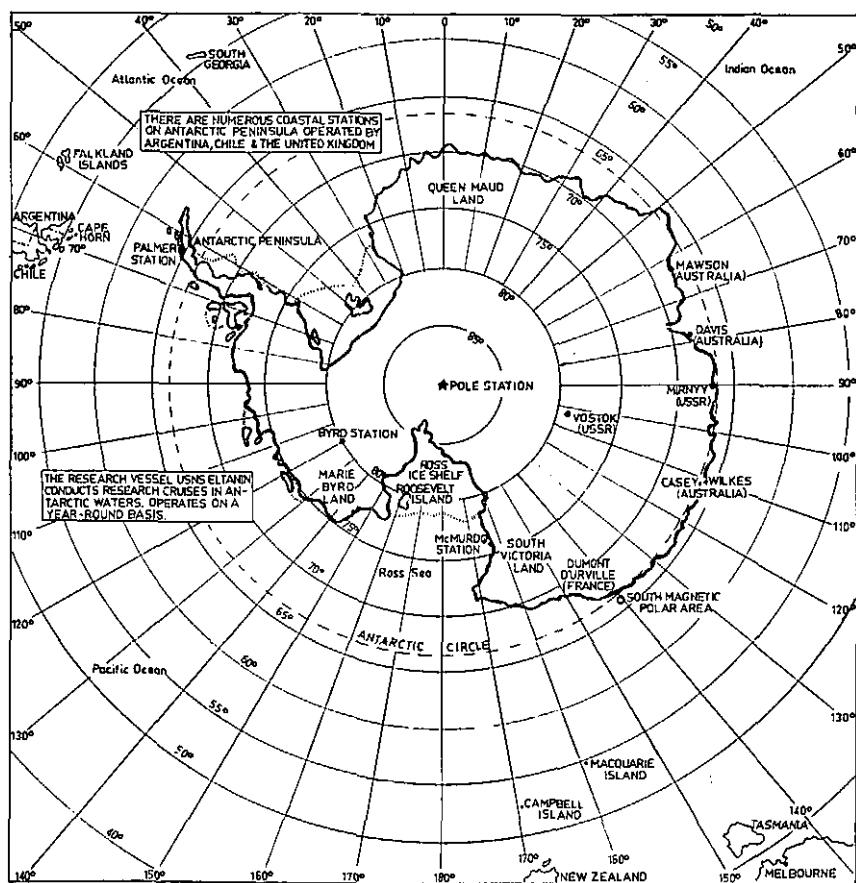 50°
40°
30°
20°
10°
0°
10°
20°
30°
50°
40°
SOUTH
GEORGIA
Atlantic Ocean
55°
Indian Ocean
50°
60°
THERE ARE NUMEROUS COASTAL STATIONS
ON ANTARCTIC PENINSULA OPERATED BY
ARGENTINA, CHILE & THE UNITED KINGDOM
60°
FALKLAND
ISLANDS
65°
60°
QUEEN MAUD
LAND
70°
ARGENTINA
CAPE
HORN
70°
CHILE
PALMER
STATION
ANTARCTIC PENINSULA
75°
70°
MAWSON
(AUSTRALIA)
80°
80°
80°
DAVIS
(AUSTRALIA)
85°
90°
POLE STATION
MIRNYY
(USSR)
90°
VOSTOK
(USSR)
BYRD STATION
100°
ROSS
ICE SHELF
ROOSEVELT
ISLAND
MARIE
BYRD
LAND
80°
CASEY-WILKES
(AUSTRALIA)
100°
THE RESEARCH VESSEL USNS ELTANIN
CONDUCTS RESEARCH CRUISES IN AN-
TARCTIC WATERS. OPERATES ON A
YEAR-ROUND BASIS.
110°
75°
McMURDO
STATION
SOUTH
VICTORIA
LAND
110°
70°
Ross Sea
DUMONT
D'URVILLE
(FRANCE)
SOUTH MAGNETIC
POLAR AREA
120°
65°
120°
ANTARCTIC CIRCLE
60°
Pacific Ocean
55°
130°
50°
130°
MACQUARIE
ISLAND
CAMPBELL
ISLAND
40°
TASMANIA
140°
140°
150°
160°
170°
180°
170°
160°
150°
NEW ZEALAND
MELBOURNE